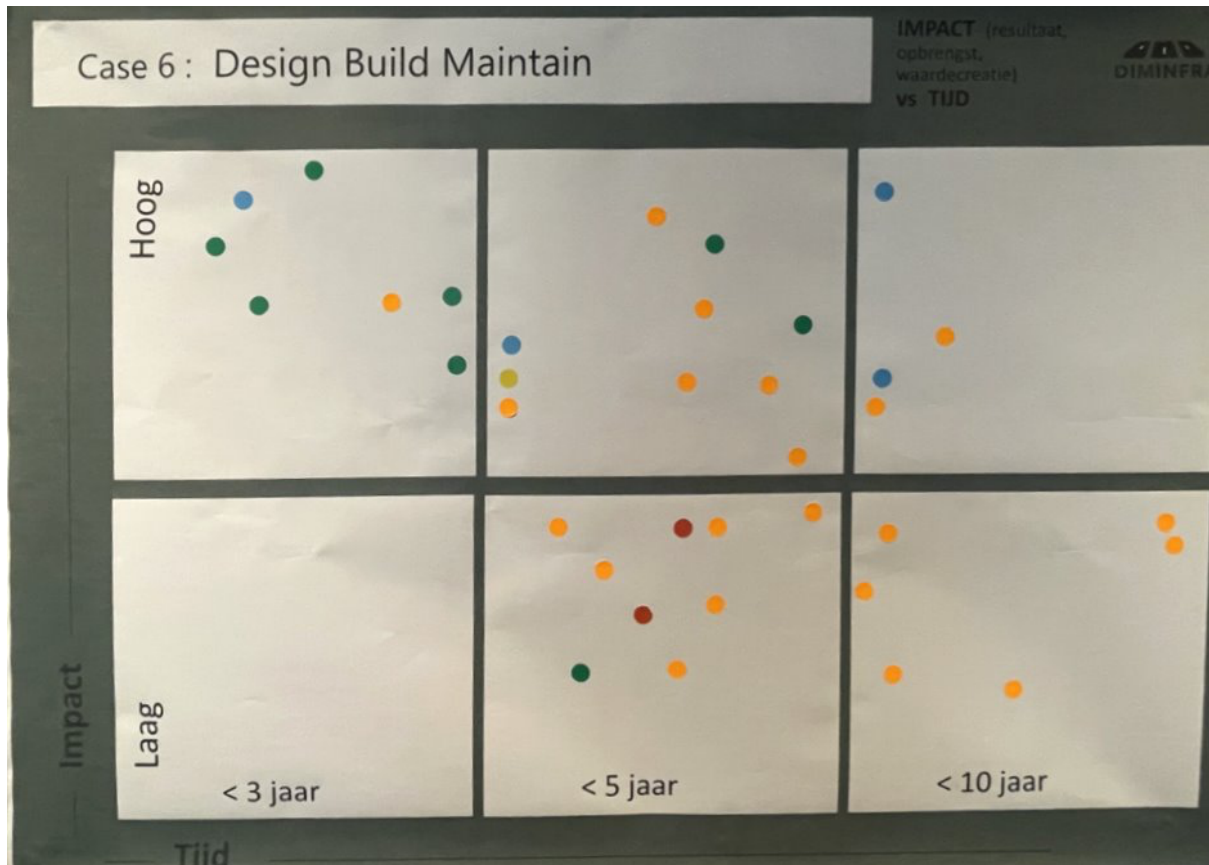 Case 6 : Design Build Maintain
IMPACT (resultaat,
opbrengst,
waardecreatie)
vs TIJD
DIMINFRA
Hoog
Laag
Impact
< 3 jaar
< 5 jaar
< 10 jaar
Tijd